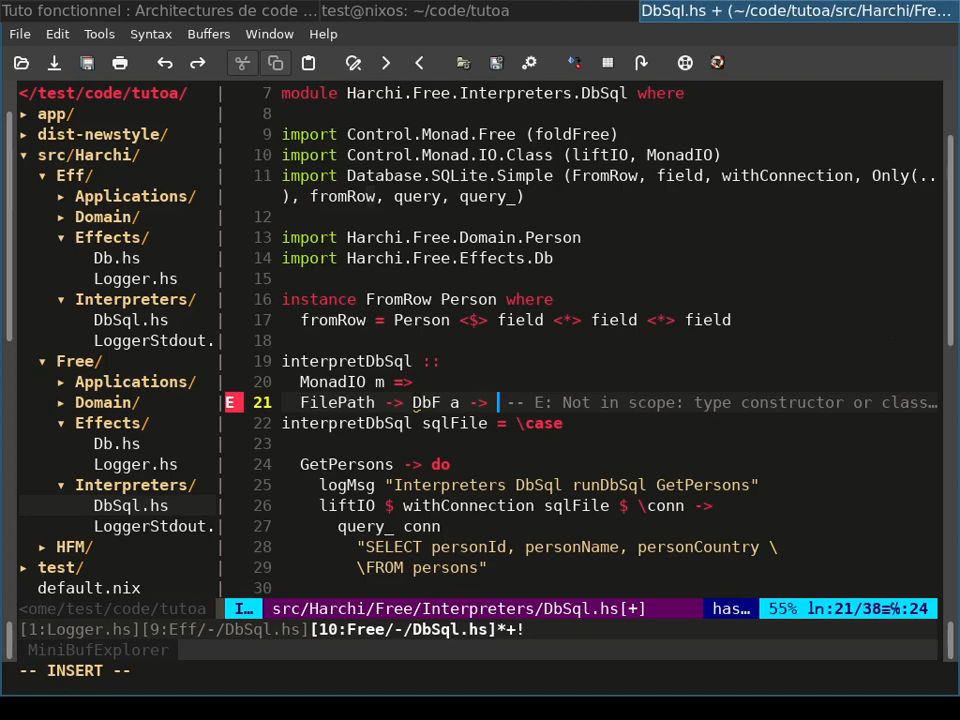 Tuto fonctionnel : Architectures de code ... test@nixos: ~/code/tutoa DbSql.hs + (~/code/tutoa/src/Harchi/Fre...
File Edit Tools Syntax Buffers Window Help
</test/code/tutoa/
▸ app/
▸ dist-newstyle/
▾ src/Harchi/
▾ Eff/
▸ Applications/
▸ Domain/
▾ Effects/
Db.hs
Logger.hs
▾ Interpreters/
DbSql.hs
LoggerStdout.
▾ Free/
▸ Applications/
▸ Domain/
▾ Effects/
Db.hs
Logger.hs
▾ Interpreters/
DbSql.hs
LoggerStdout.
▸ HFM/
▸ test/
default.nix
<ome/test/code/tutoa
7 module Harchi.Free.Interpreters.DbSql where
8
9 import Control.Monad.Free (foldFree)
10 import Control.Monad.IO.Class (liftIO, MonadIO)
11 import Database.SQLite.Simple (FromRow, field, withConnection, Only(..
), fromRow, query, query_)
12
13 import Harchi.Free.Domain.Person
14 import Harchi.Free.Effects.Db
15
16 instance FromRow Person where
17 fromRow = Person <$> field <*> field <*> field
18
19 interpretDbSql ::
20 MonadIO m =>
E 21 FilePath -> DbF a -> -- E: Not in scope: type constructor or class…
22 interpretDbSql sqlFile = \case
23
24 GetPersons -> do
25 logMsg "Interpreters DbSql runDbSql GetPersons"
26 liftIO $ withConnection sqlFile $ \conn ->
27 query_ conn
28 "SELECT personId, personName, personCountry \
29 \FROM persons"
30
I… src/Harchi/Free/Interpreters/DbSql.hs[+] has… 55% ln:21/38≡℅:24
[1:Logger.hs][9:Eff/-/DbSql.hs][10:Free/-/DbSql.hs]*+!
MiniBufExplorer
-- INSERT --